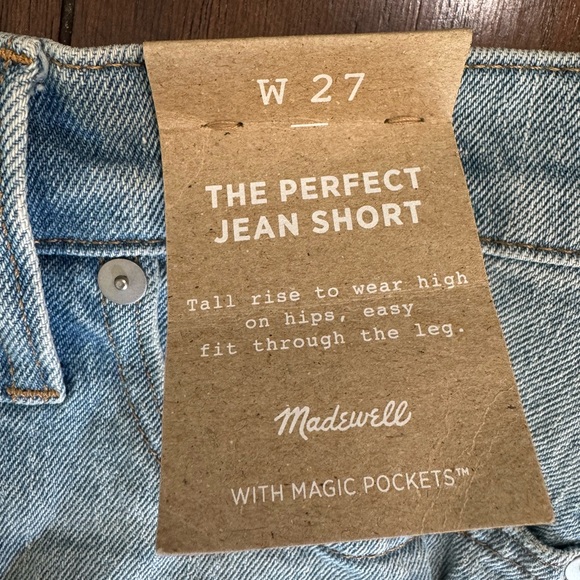 W 27
THE PERFECT
JEAN SHORT
Tall rise to wear high
on hips, easy
fit through the leg.
Madewell
WITH MAGIC POCKETS™